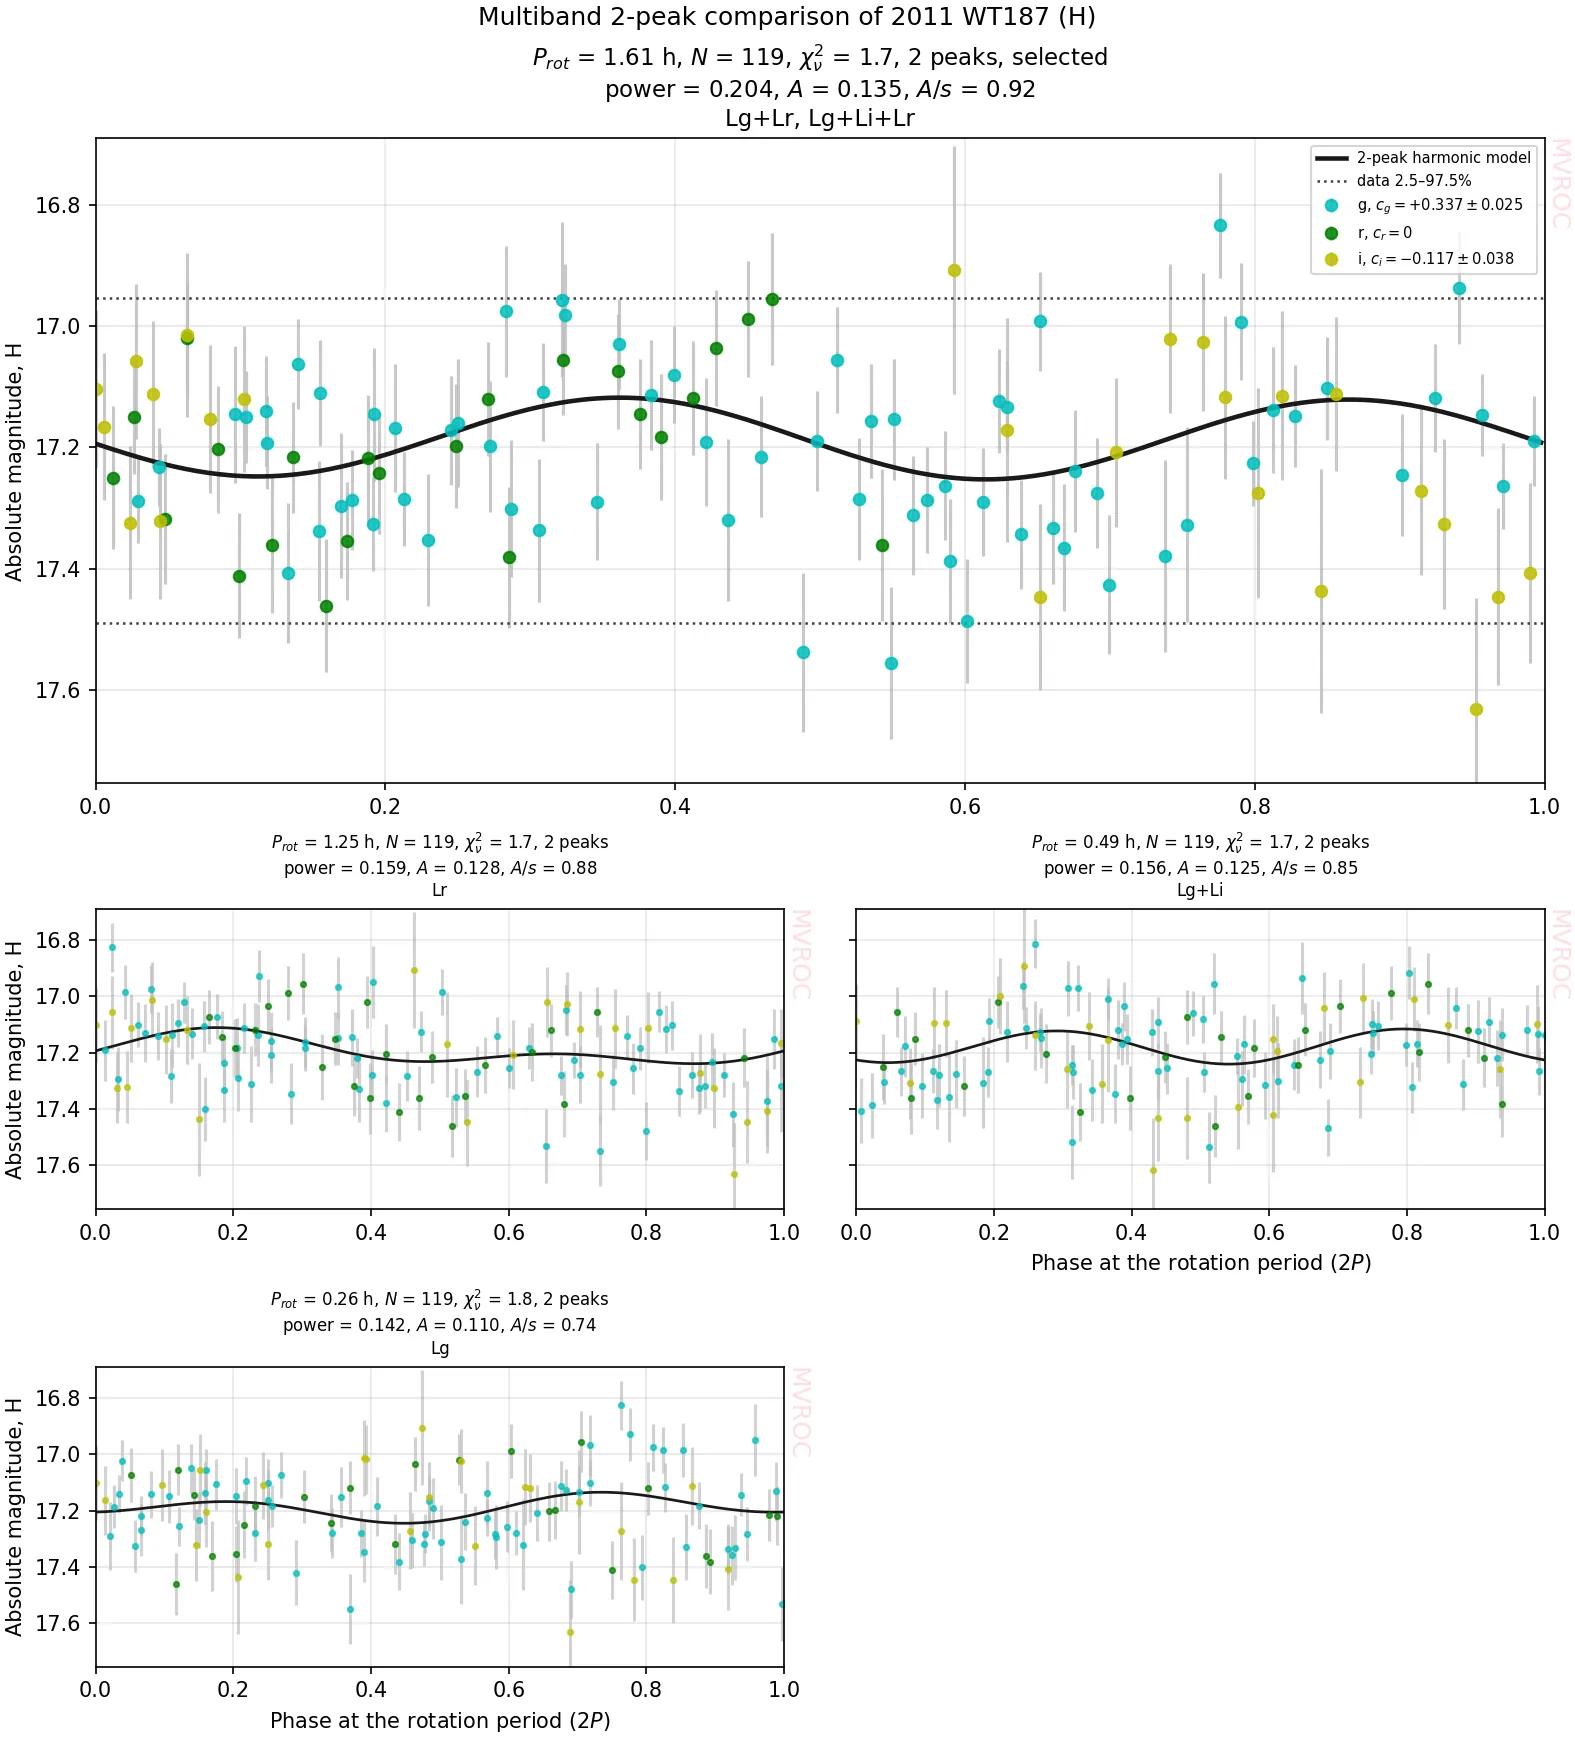 Multiband 2-peak comparison of 2011 WT187 (H)
P_rot = 1.61 h, N = 119, χ²_ν = 1.7, 2 peaks, selected
power = 0.204, A = 0.135, A/s = 0.92
Lg+Lr, Lg+Li+Lr
2-peak harmonic model
data 2.5–97.5%
g, c_g = +0.337 ± 0.025
r, c_r = 0
i, c_i = −0.117 ± 0.038
MVROC
Absolute magnitude, H
16.8
17.0
17.2
17.4
17.6
0.0 0.2 0.4 0.6 0.8 1.0
P_rot = 1.25 h, N = 119, χ²_ν = 1.7, 2 peaks
power = 0.159, A = 0.128, A/s = 0.88
Lr
MVROC
Absolute magnitude, H
16.8
17.0
17.2
17.4
17.6
0.0 0.2 0.4 0.6 0.8 1.0
P_rot = 0.49 h, N = 119, χ²_ν = 1.7, 2 peaks
power = 0.156, A = 0.125, A/s = 0.85
Lg+Li
MVROC
0.0 0.2 0.4 0.6 0.8 1.0
Phase at the rotation period (2P)
P_rot = 0.26 h, N = 119, χ²_ν = 1.8, 2 peaks
power = 0.142, A = 0.110, A/s = 0.74
Lg
MVROC
Absolute magnitude, H
16.8
17.0
17.2
17.4
17.6
0.0 0.2 0.4 0.6 0.8 1.0
Phase at the rotation period (2P)